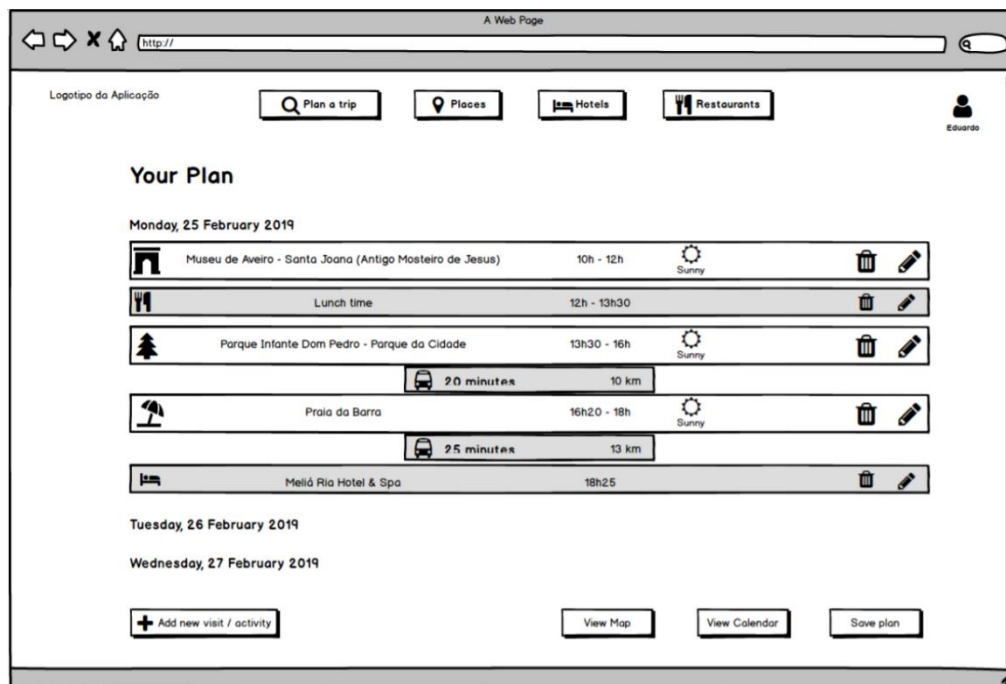 A Web Page
http://
Logotipo da Aplicação
Plan a trip
Places
Hotels
Restaurants
Eduardo
Your Plan
Monday, 25 February 2019
Museu de Aveiro - Santa Joana (Antigo Mosteiro de Jesus) 10h - 12h Sunny
Lunch time 12h - 13h30
Parque Infante Dom Pedro - Parque da Cidade 13h30 - 16h Sunny
20 minutes 10 km
Praia da Barra 16h20 - 18h Sunny
25 minutes 13 km
Meliá Ria Hotel & Spa 18h25
Tuesday, 26 February 2019
Wednesday, 27 February 2019
Add new visit / activity
View Map
View Calendar
Save plan